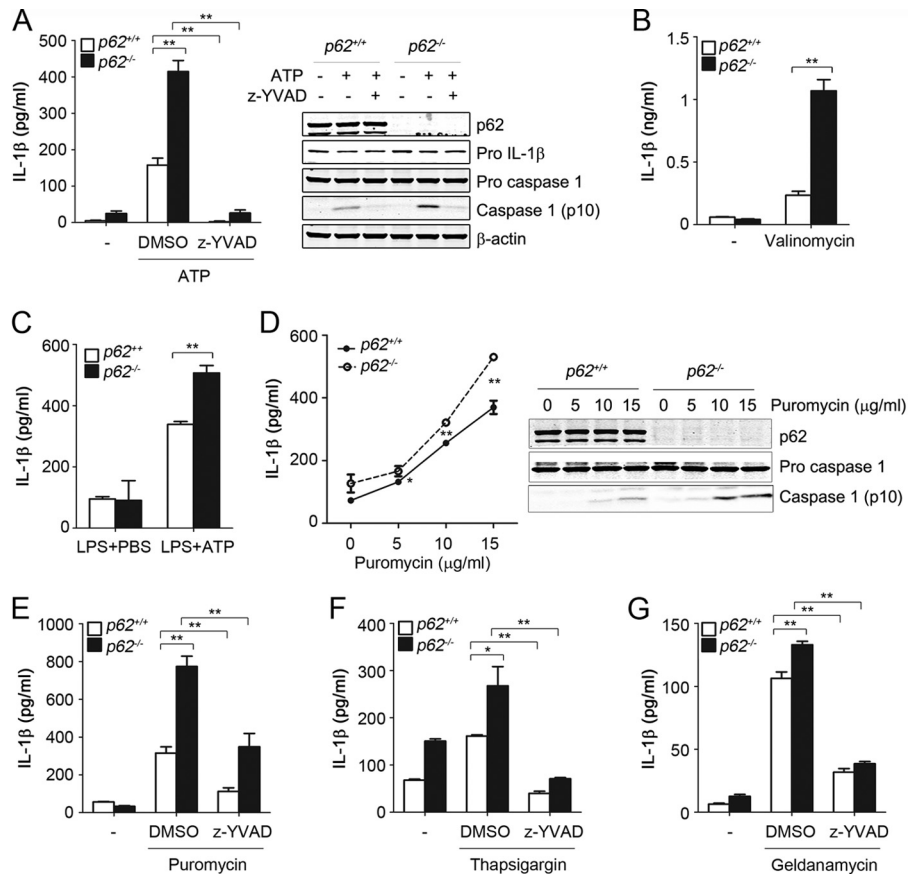 A
p62+/+
p62-/-
IL-1β (pg/ml)
500
400
300
200
100
0
**
**
**
-
DMSO
z-YVAD
ATP
p62+/+
p62-/-
- + + - + + ATP
- - + - - + z-YVAD
p62
Pro IL-1β
Pro caspase 1
Caspase 1 (p10)
β-actin
B
p62+/+
p62-/-
IL-1β (ng/ml)
1.5
1
0.5
0
**
-
Valinomycin
C
p62++
p62-/-
IL-1β (pg/ml)
600
400
200
0
**
LPS+PBS
LPS+ATP
D
p62+/+
p62-/-
IL-1β (pg/ml)
600
400
200
0
*
**
**
0 5 10 15
Puromycin (μg/ml)
p62+/+
p62-/-
0 5 10 15 0 5 10 15 Puromycin (μg/ml)
p62
Pro caspase 1
Caspase 1 (p10)
E
p62+/+
p62-/-
IL-1β (pg/ml)
1000
800
600
400
200
0
**
**
**
-
DMSO
z-YVAD
Puromycin
F
p62+/+
p62-/-
IL-1β (pg/ml)
400
300
200
100
0
**
**
*
-
DMSO
z-YVAD
Thapsigargin
G
p62+/+
p62-/-
IL-1β (pg/ml)
150
100
50
0
**
**
**
-
DMSO
z-YVAD
Geldanamycin